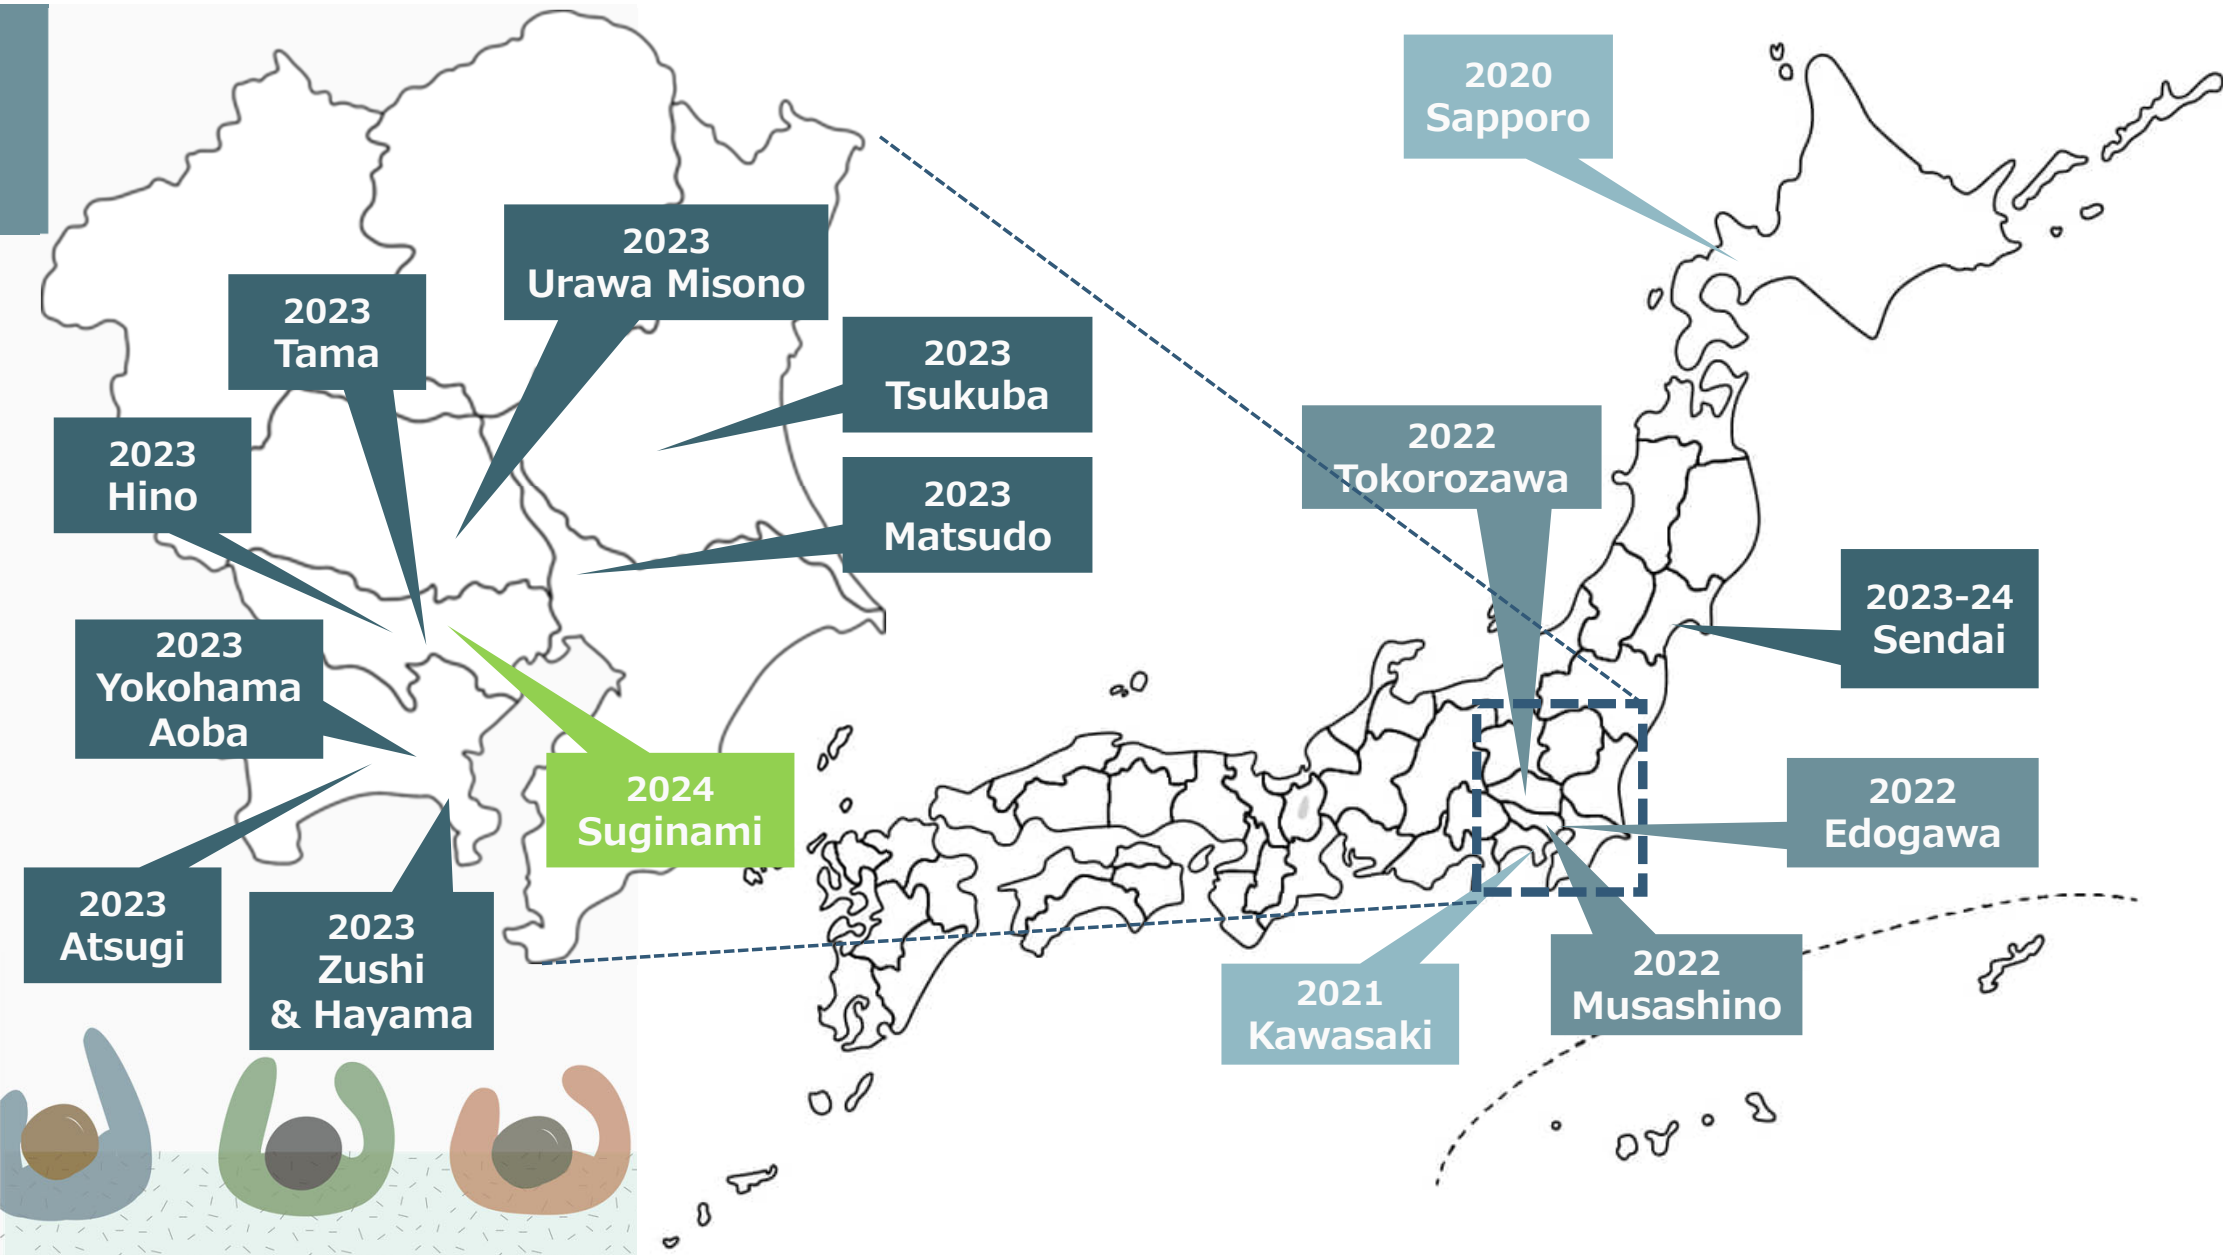 2020
Sapporo
2023
Urawa Misono
2023
Tama
2023
Tsukuba
2022
Tokorozawa
2023
Hino
2023
Matsudo
2023-24
Sendai
2023
Yokohama
Aoba
2024
Suginami
2022
Edogawa
2023
Atsugi
2023
Zushi
& Hayama
2021
Kawasaki
2022
Musashino